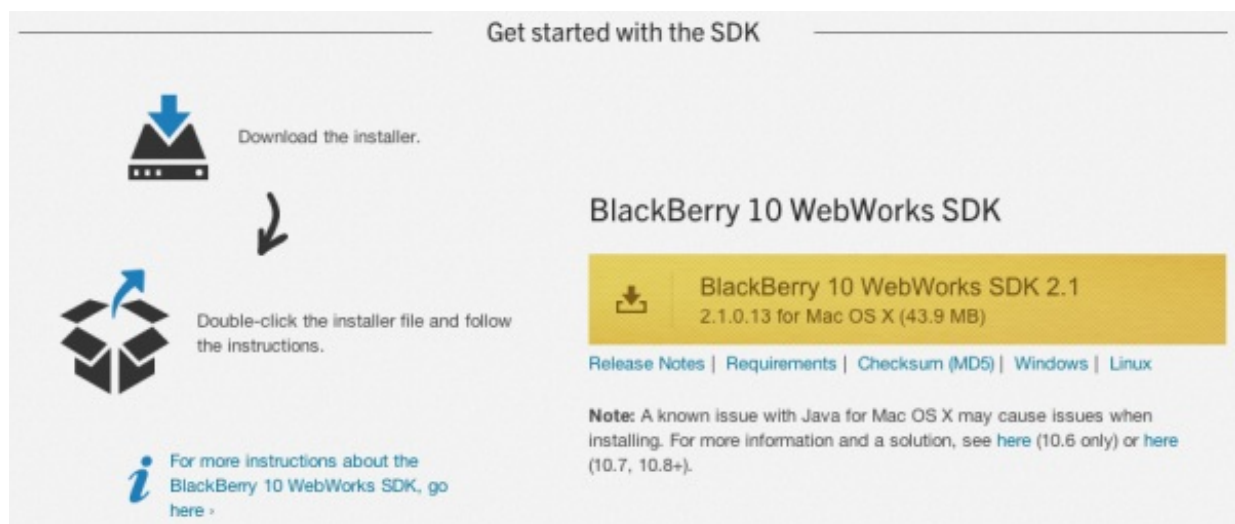 Get started with the SDK
Download the installer.
Double-click the installer file and follow
the instructions.
For more instructions about the
BlackBerry 10 WebWorks SDK, go
here ›
BlackBerry 10 WebWorks SDK
BlackBerry 10 WebWorks SDK 2.1
2.1.0.13 for Mac OS X (43.9 MB)
Release Notes | Requirements | Checksum (MD5) | Windows | Linux
Note: A known issue with Java for Mac OS X may cause issues when
installing. For more information and a solution, see here (10.6 only) or here
(10.7, 10.8+).